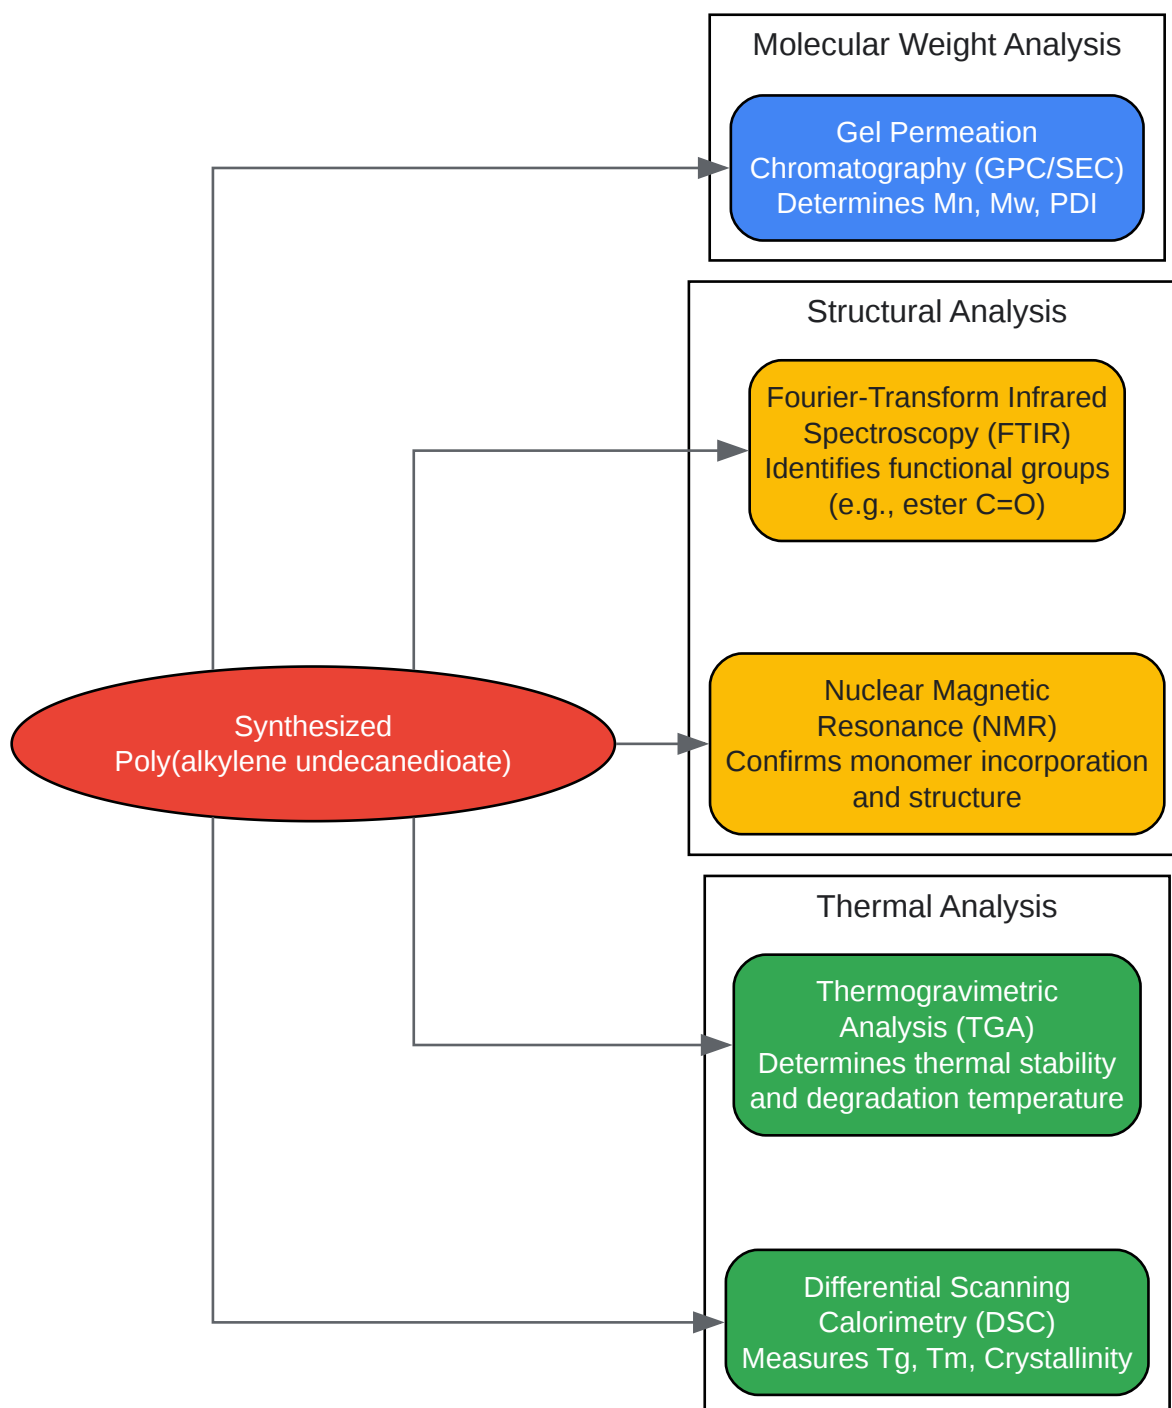 Molecular Weight Analysis
Gel Permeation
Chromatography (GPC/SEC)
Determines Mn, Mw, PDI
Structural Analysis
Fourier-Transform Infrared
Spectroscopy (FTIR)
Identifies functional groups
(e.g., ester C=O)
Synthesized
Poly(alkylene undecanedioate)
Nuclear Magnetic
Resonance (NMR)
Confirms monomer incorporation
and structure
Thermal Analysis
Thermogravimetric
Analysis (TGA)
Determines thermal stability
and degradation temperature
Differential Scanning
Calorimetry (DSC)
Measures Tg, Tm, Crystallinity